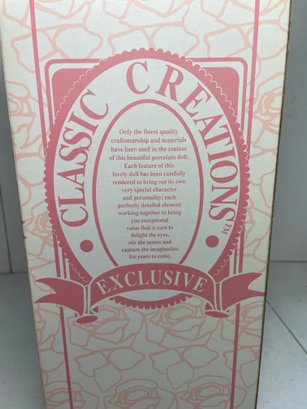 CLASSIC CREATIONS TM
Only the finest quality
craftsmanship and materials
have been used in the creation
of this beautiful porcelain doll.
Each feature of this
lovely doll has been carefully
rendered to bring out its own
very special character
and personality; each
perfectly detailed element
working together to bring
you exceptional
value that is sure to
delight the eyes,
stir the senses and
capture the imagination
for years to come.
EXCLUSIVE